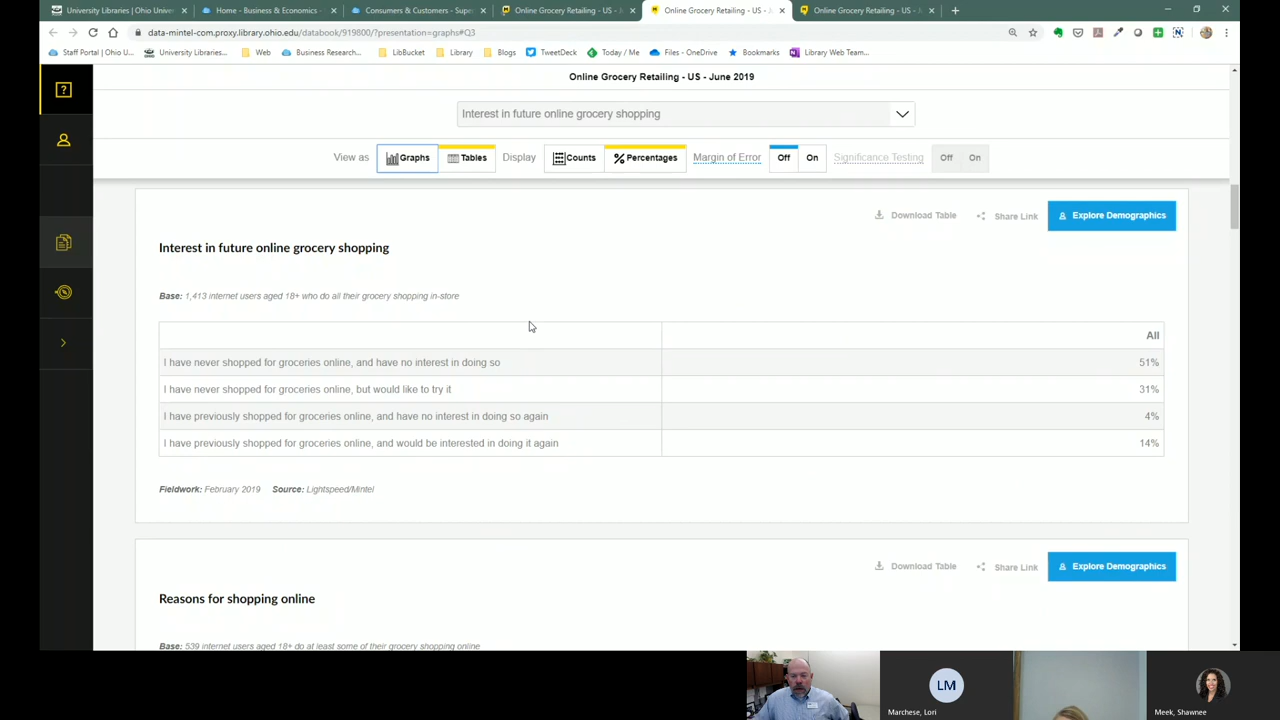 University Libraries | Ohio Univer
Home - Business & Economics -
Consumers & Customers - Supe
Online Grocery Retailing - US - J
Online Grocery Retailing - US - J
Online Grocery Retailing - US - J
data-mintel-com.proxy.library.ohio.edu/databook/919800/?presentation=graphs#Q3
Staff Portal | Ohio U...
University Libraries...
Web
Business Research...
LibBucket
Library
Blogs
TweetDeck
Today / Me
Files - OneDrive
Bookmarks
Library Web Team...
Online Grocery Retailing - US - June 2019
Interest in future online grocery shopping
View as Graphs Tables Display Counts % Percentages Margin of Error Off On Significance Testing Off On
Download Table Share Link Explore Demographics
Interest in future online grocery shopping
Base: 1,413 internet users aged 18+ who do all their grocery shopping in-store
All
I have never shopped for groceries online, and have no interest in doing so 51%
I have never shopped for groceries online, but would like to try it 31%
I have previously shopped for groceries online, and have no interest in doing so again 4%
I have previously shopped for groceries online, and would be interested in doing it again 14%
Fieldwork: February 2019 Source: Lightspeed/Mintel
Download Table Share Link Explore Demographics
Reasons for shopping online
Base: 539 internet users aged 18+ do at least some of their grocery shopping online
LM
Marchese, Lori
Meek, Shawnee